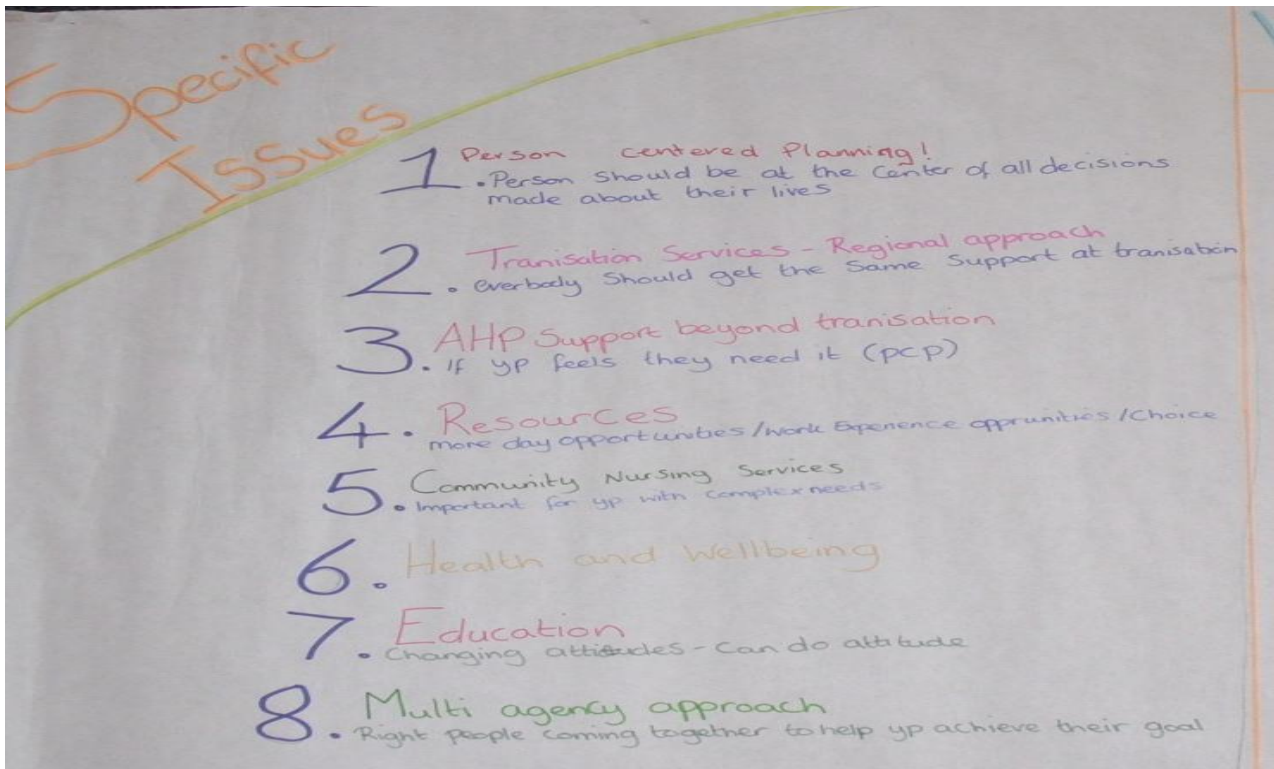 Specific
Issues
1 Person centered Planning!
. Person should be at the center of all decisions
made about their lives
2 Tranisation Services - Regional approach
. everbody Should get the Same Support at tranisation
3 AHP Support beyond tranisation
. If yp feels they need it (pcp)
4. Resources
more day opportunities / work Experience opprunities / Choice
5 Community Nursing Services
. Important for yp with complex needs
6. Health and Wellbeing
7 Education
. Changing attitudes - Can do attitude
8 Multi agency approach
. Right people coming together to help yp achieve their goal